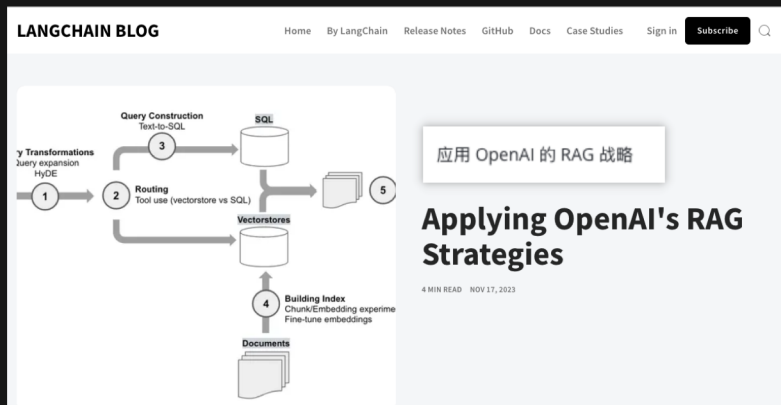 LANGCHAIN BLOG
Home By LangChain Release Notes GitHub Docs Case Studies Sign in Subscribe
Query Construction
Text-to-SQL
3
SQL
ry Transformations
Query expansion
HyDE
1
2
Routing
Tool use (vectorstore vs SQL)
5
Vectorstores
4
Building Index
Chunk/Embedding experime
Fine-tune embeddings
Documents
应用 OpenAI 的 RAG 战略
Applying OpenAI's RAG
Strategies
4 MIN READ NOV 17, 2023